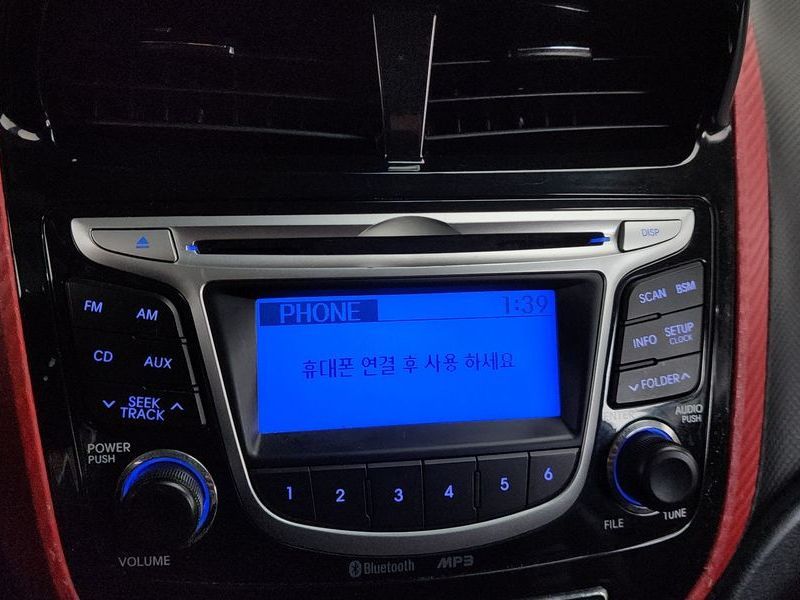 DISP
FM AM
CD AUX
SEEK
TRACK
POWER
PUSH
VOLUME
PHONE 1:39
휴대폰 연결 후 사용 하세요
1 2 3 4 5 6
SCAN BSM
INFO SETUP
CLOCK
FOLDER
ENTER
AUDIO
PUSH
FILE TUNE
Bluetooth MP3